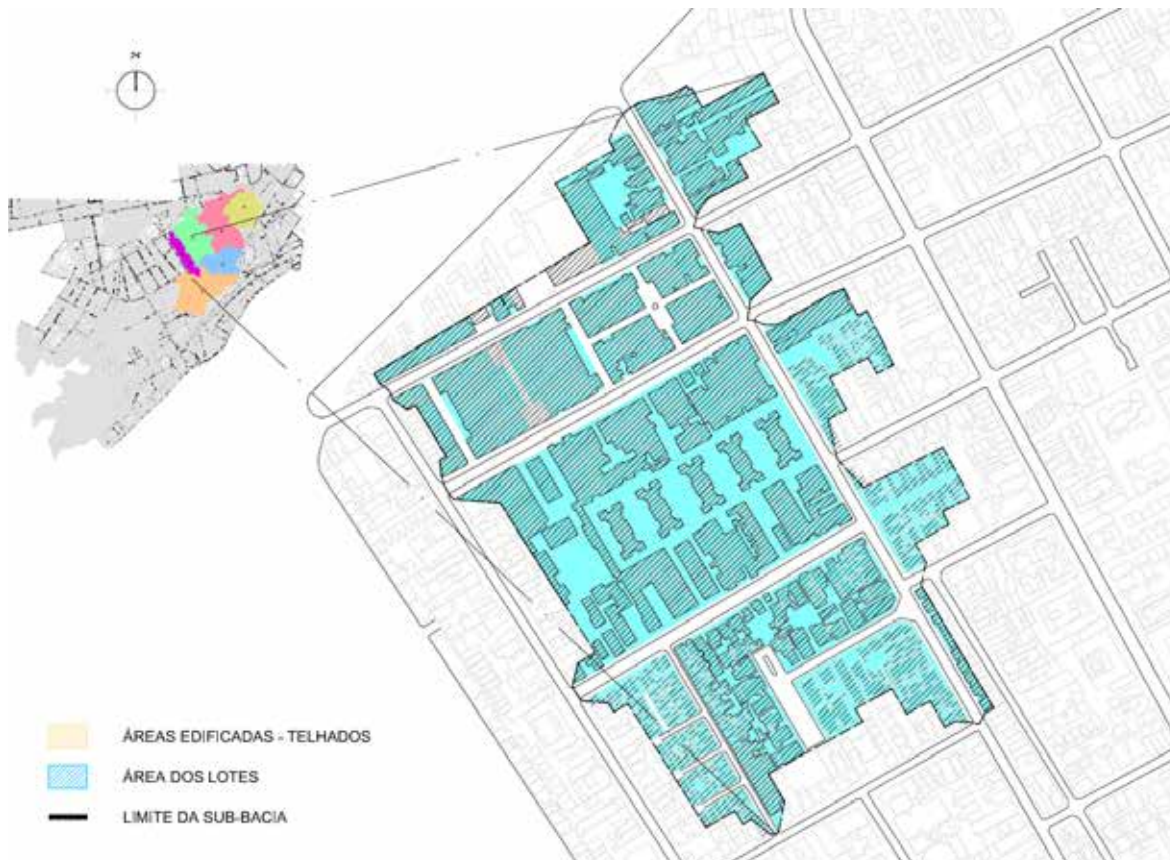 N
ÁREAS EDIFICADAS - TELHADOS
ÁREA DOS LOTES
LIMITE DA SUB-BACIA